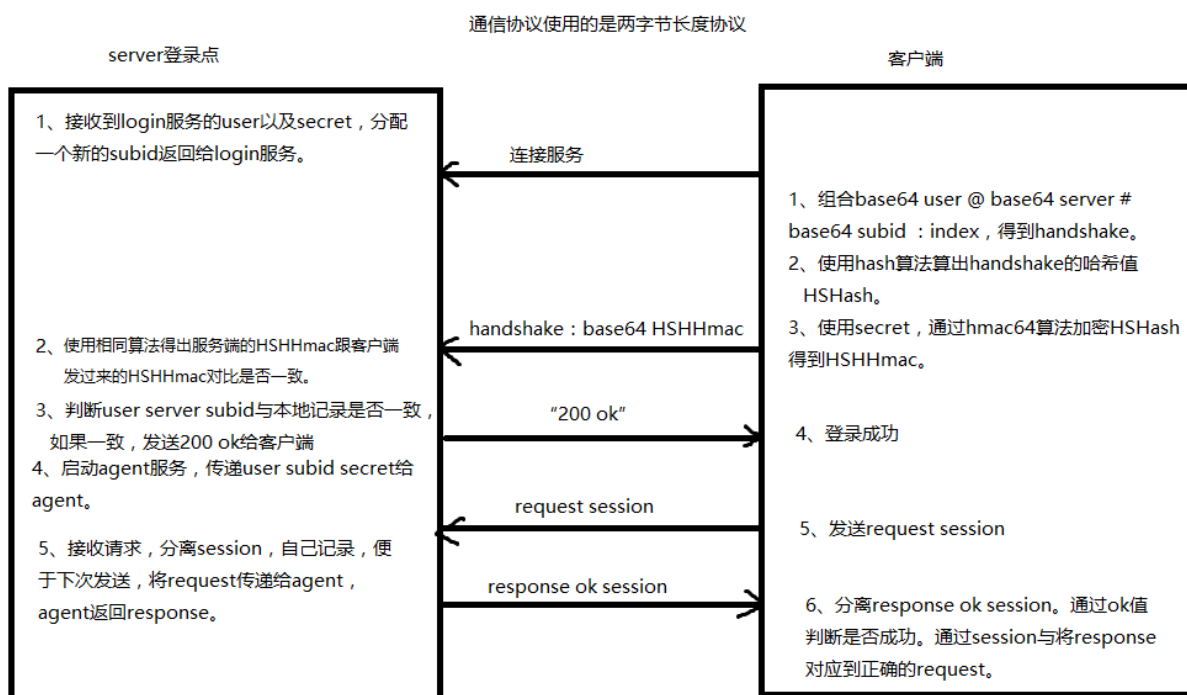 通信协议使用的是两字节长度协议
server登录点
客户端
1、接收到login服务的user以及secret，分配
一个新的subid返回给login服务。
连接服务
1、组合base64 user @ base64 server #
base64 subid ：index，得到handshake。
2、使用hash算法算出handshake的哈希值
HSHash。
handshake：base64 HSHHmac
3、使用secret，通过hmac64算法加密HSHash
得到HSHHmac。
2、使用相同算法得出服务端的HSHHmac跟客户端
发过来的HSHHmac对比是否一致。
3、判断user server subid与本地记录是否一致，
如果一致，发送200 ok给客户端
“200 ok”
4、登录成功
4、启动agent服务，传递user subid secret给
agent。
request session
5、发送request session
5、接收请求，分离session，自己记录，便
于下次发送，将request传递给agent，
agent返回response。
response ok session
6、分离response ok session。通过ok值
判断是否成功。通过session与将response
对应到正确的request。